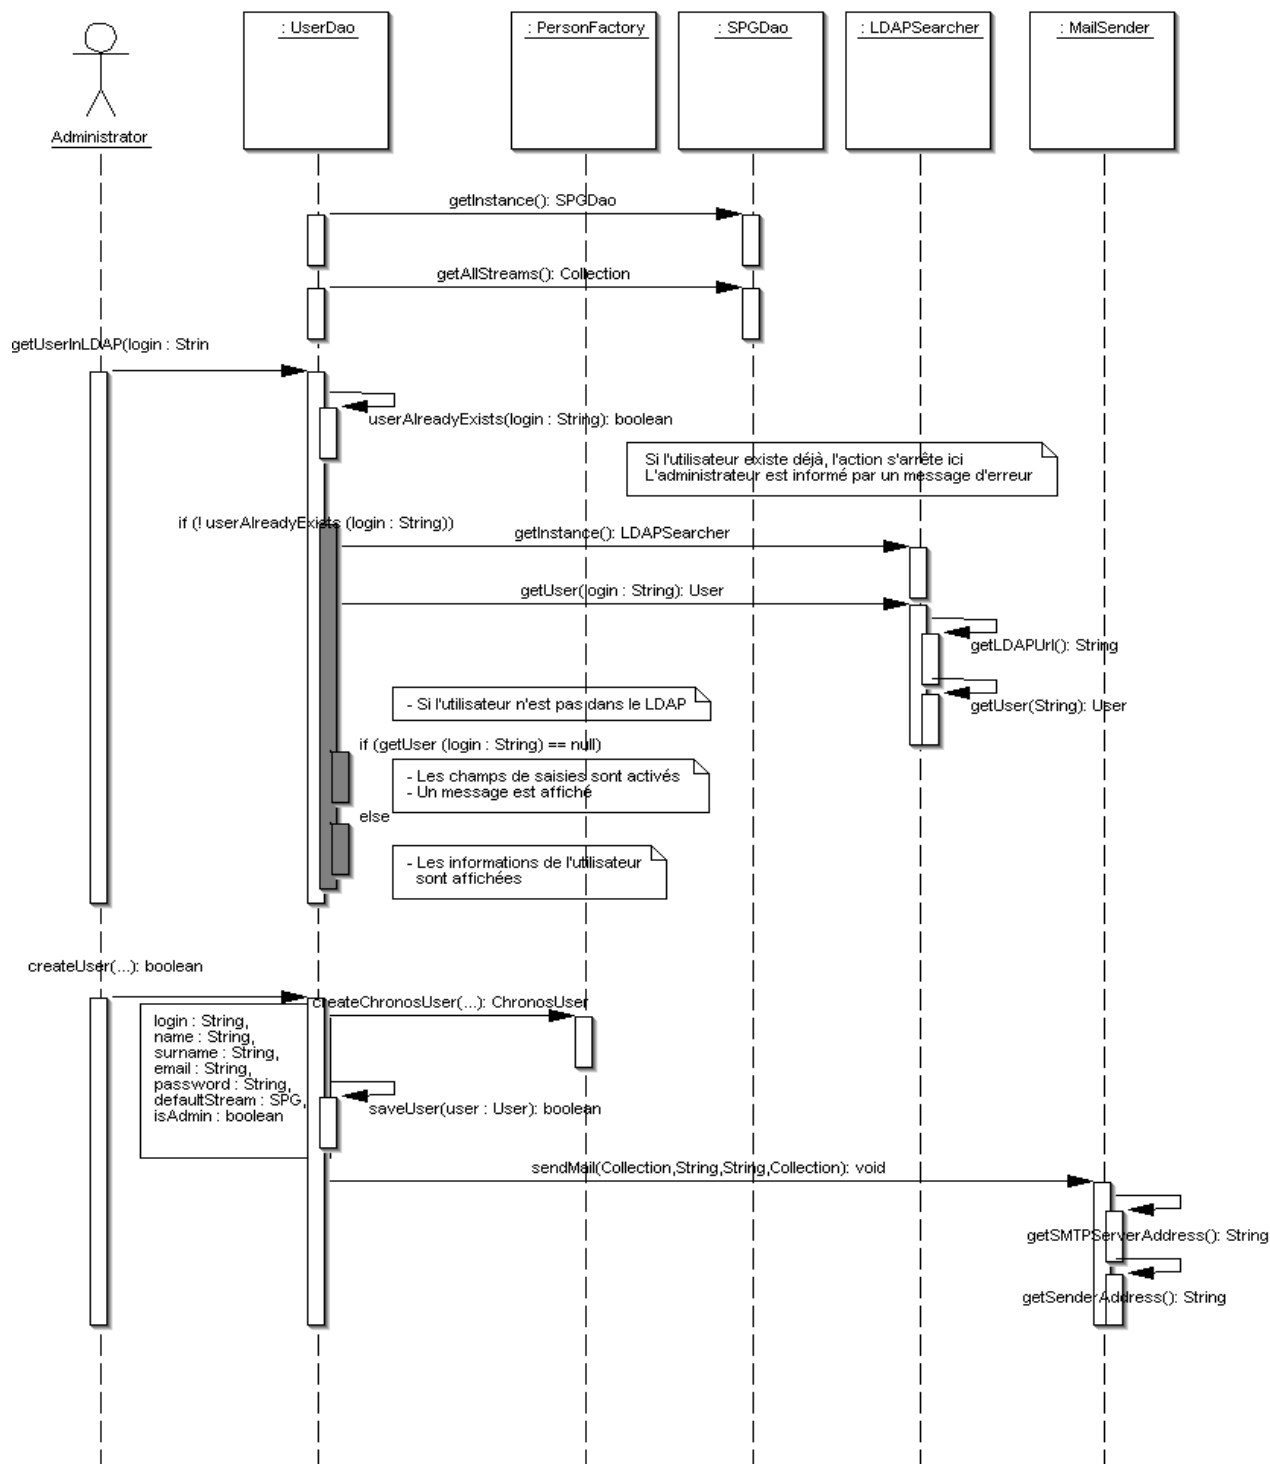 : UserDao
: PersonFactory
: SPGDao
: LDAPSearcher
: MailSender
Administrator
getInstance(): SPGDao
getAllStreams(): Collection
getUserInLDAP(login : Strin
userAlreadyExists(login : String): boolean
Si l'utilisateur existe déjà, l'action s'arrête ici
L'administrateur est informé par un message d'erreur
if (! userAlreadyExists (login : String))
getInstance(): LDAPSearcher
getUser(login : String): User
getLDAPUrl(): String
getUser(String): User
- Si l'utilisateur n'est pas dans le LDAP
if (getUser (login : String) == null)
- Les champs de saisies sont activés
- Un message est affiché
else
- Les informations de l'utilisateur
sont affichées
createUser(...): boolean
createChronosUser(...): ChronosUser
login : String,
name : String,
surname : String,
email : String,
password : String,
defaultStream : SPG,
isAdmin : boolean
saveUser(user : User): boolean
sendMail(Collection,String,String,Collection): void
getSMTPServerAddress(): String
getSenderAddress(): String